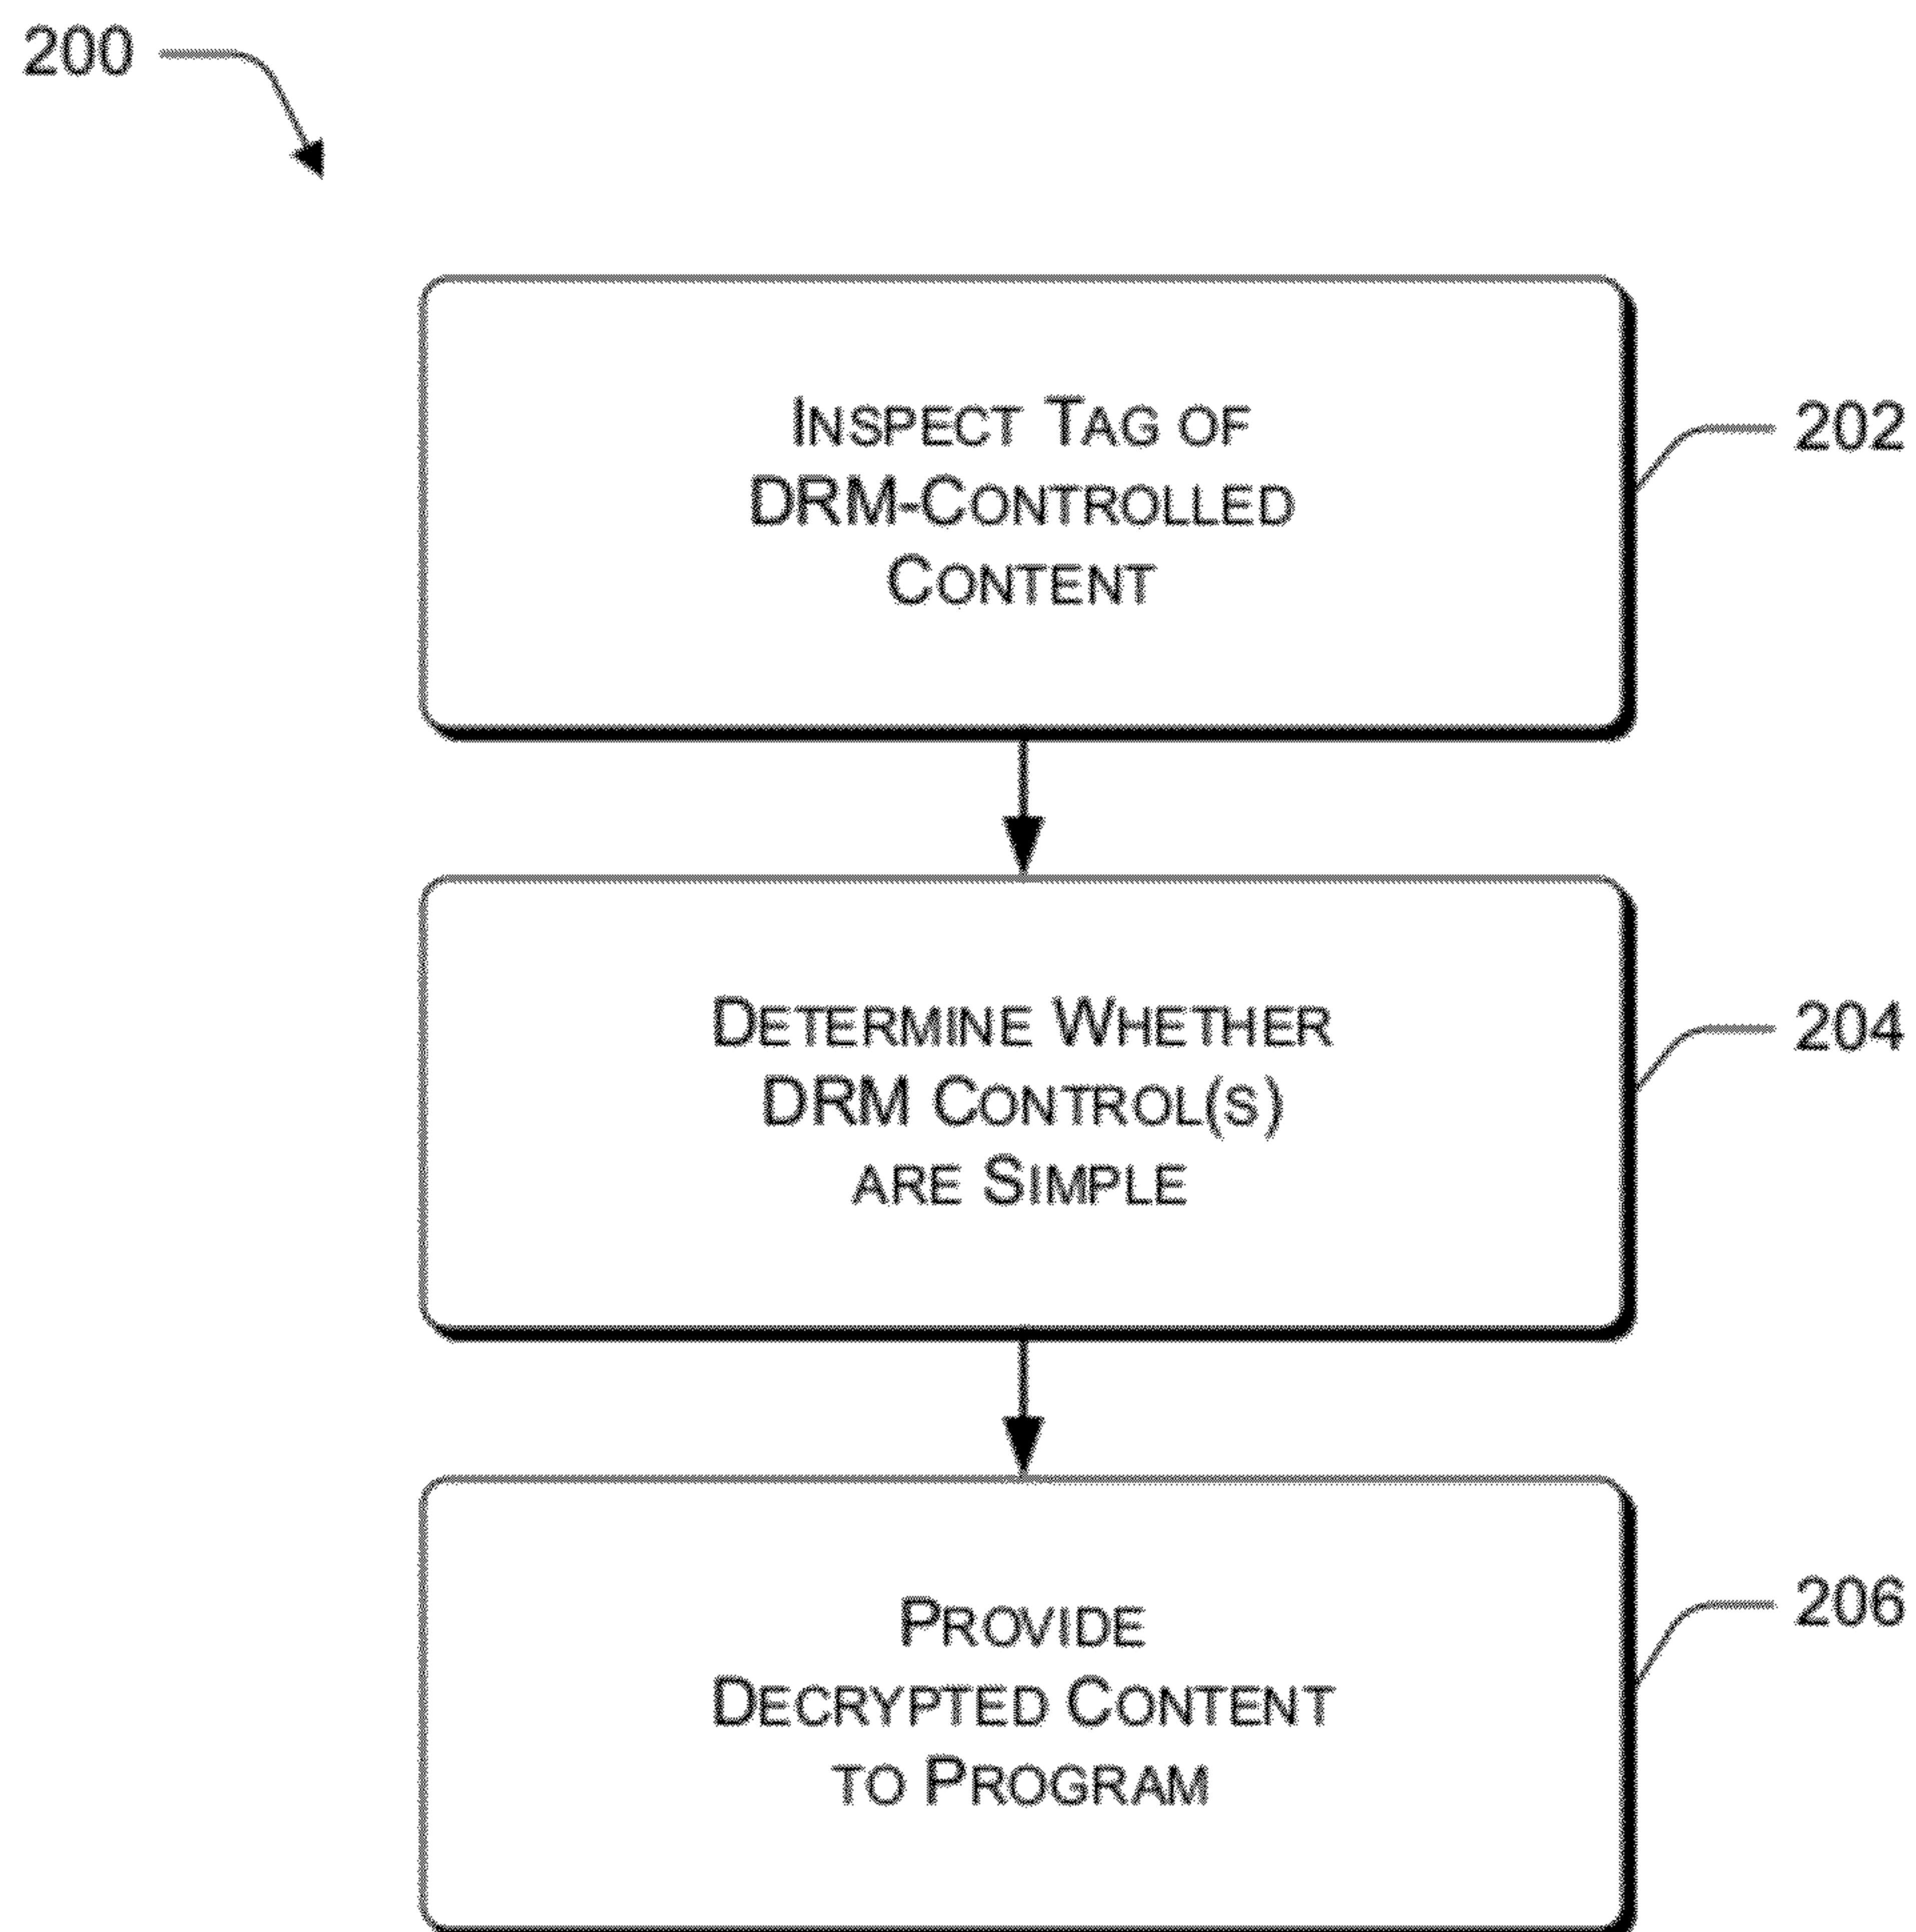 200
INSPECT TAG OF
DRM-CONTROLLED
CONTENT
202
DETERMINE WHETHER
DRM CONTROL(S)
ARE SIMPLE
204
PROVIDE
DECRYPTED CONTENT
TO PROGRAM
206